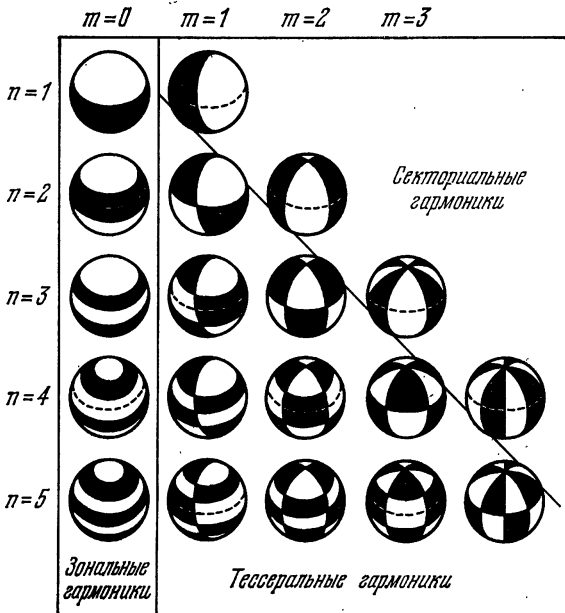 m=0 m=1 m=2 m=3
n=1
n=2
Секториальные
гармоники
n=3
n=4
n=5
Зональные
гармоники
Тессеральные гармоники